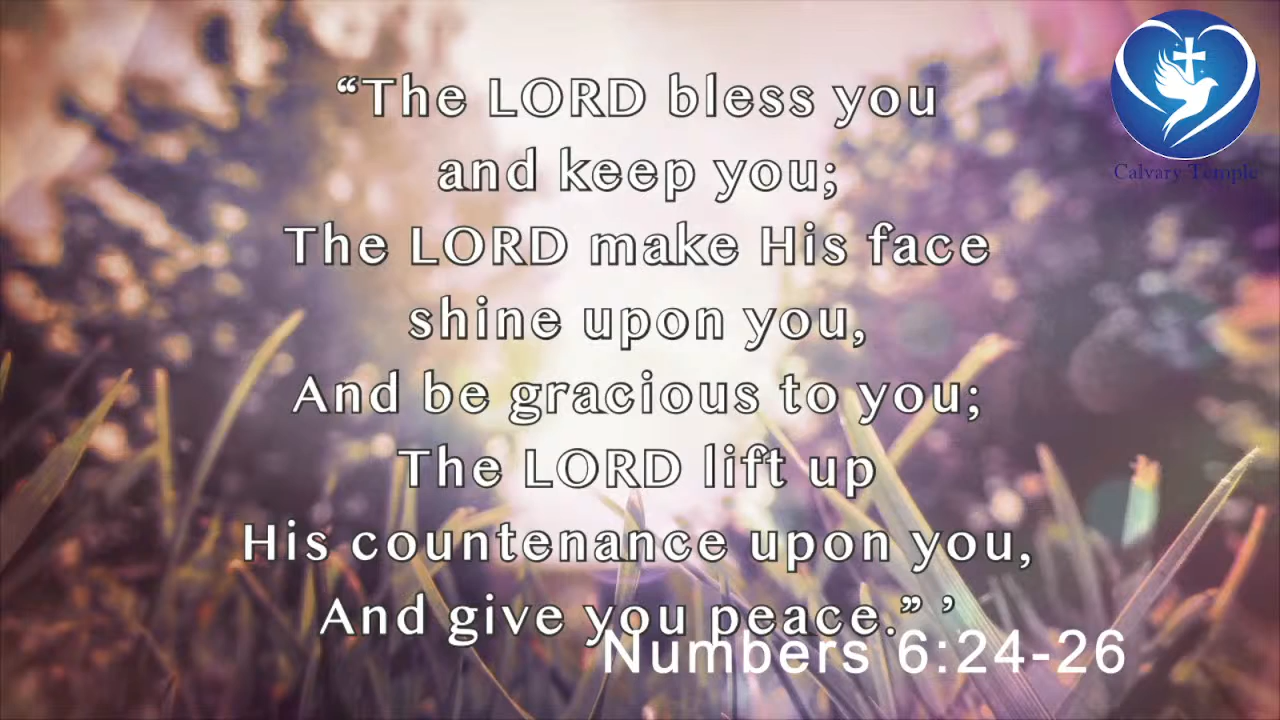 “The LORD bless you
and keep you;
The LORD make His face
shine upon you,
And be gracious to you;
The LORD lift up
His countenance upon you,
And give you peace.” ’
Numbers 6:24-26
Calvary Temple